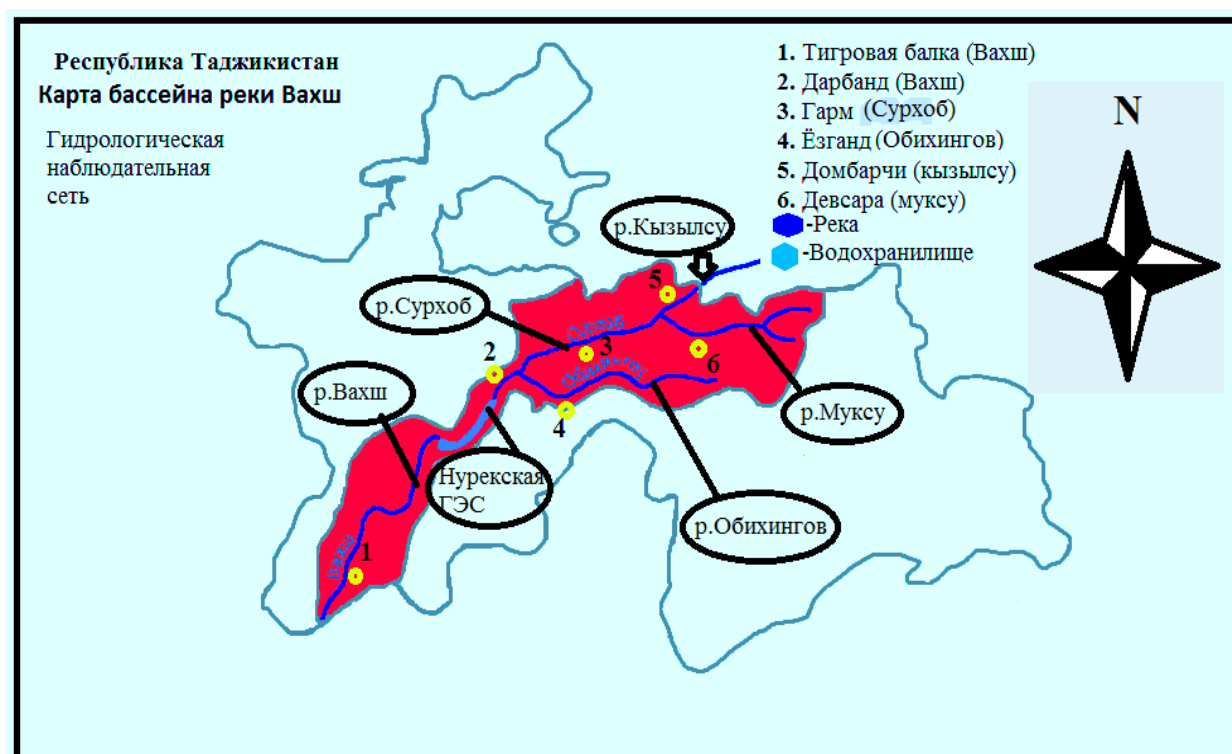 Республика Таджикистан
Карта бассейна реки Вахш
Гидрологическая
наблюдательная
сеть
1. Тигровая балка (Вахш)
2. Дарбанд (Вахш)
3. Гарм (Сурхоб)
4. Ёзганд (Обихингов)
5. Домбарчи (кызылсу)
6. Девсара (муксу)
-Река
-Водохранилище
N
р.Кызылсу
5
р.Сурхоб
Сурхоб
3
2
6
Обихингоу
р.Вахш
4
р.Муксу
Нурекская
ГЭС
р.Обихингов
1
Вахш